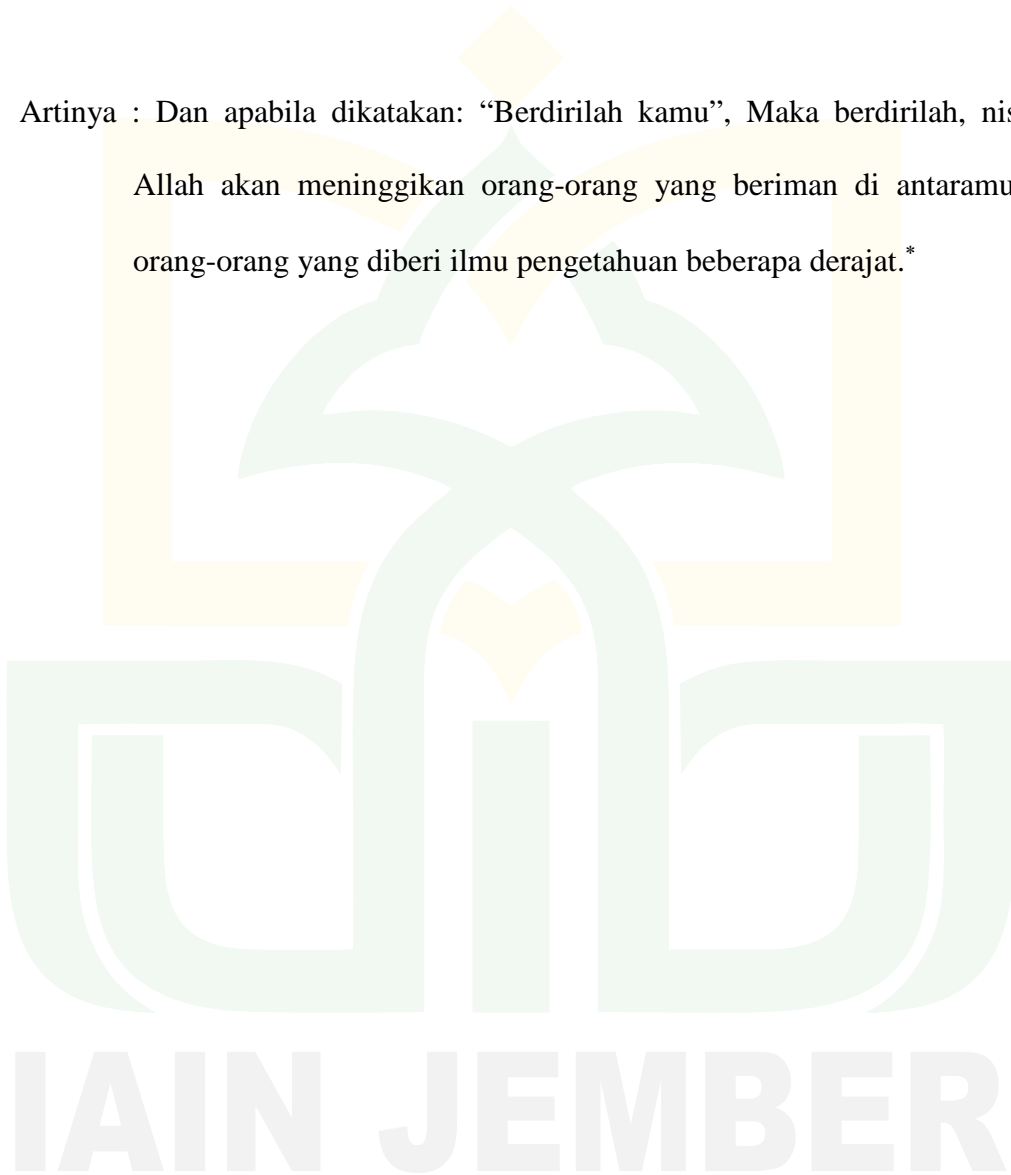 Artinya : Dan apabila dikatakan: “Berdirilah kamu”, Maka berdirilah,
Allah akan meninggikan orang-orang yang beriman di antaramu
orang-orang yang diberi ilmu pengetahuan beberapa derajat.*
IAIN JEMBER